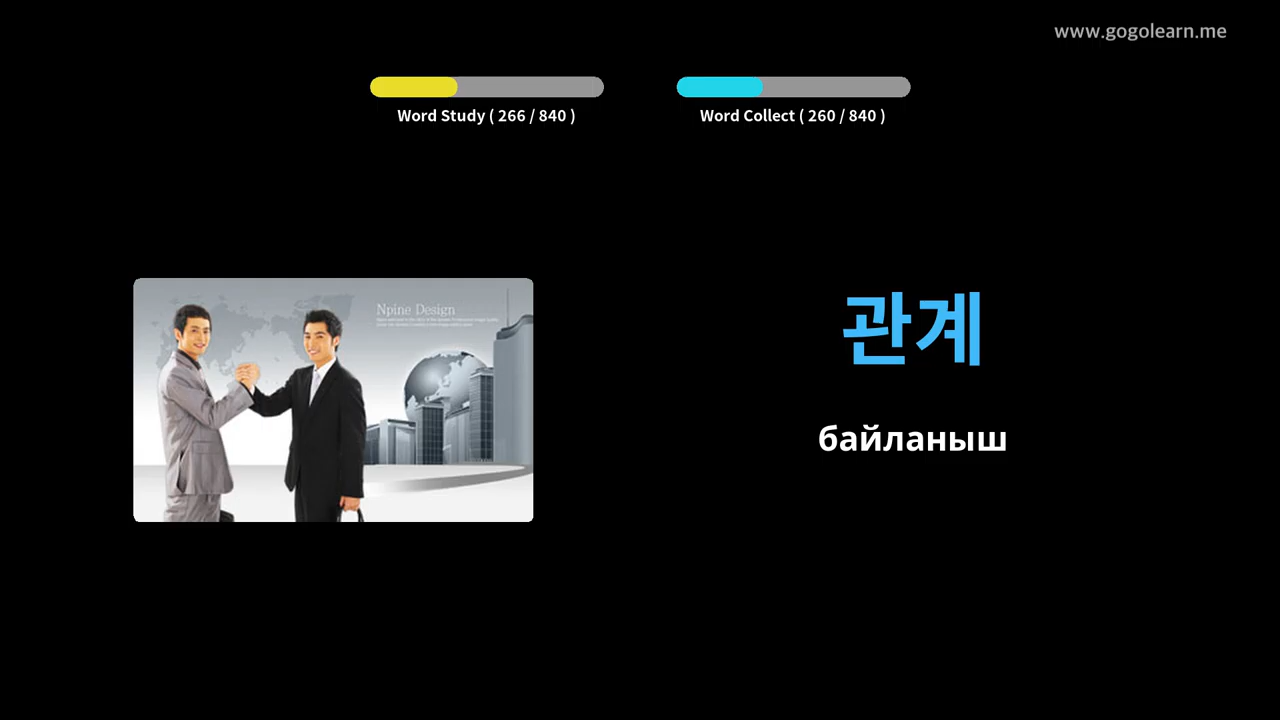 www.gogolearn.me
Word Study ( 266 / 840 )
Word Collect ( 260 / 840 )
Npine Design
관계
байланыш